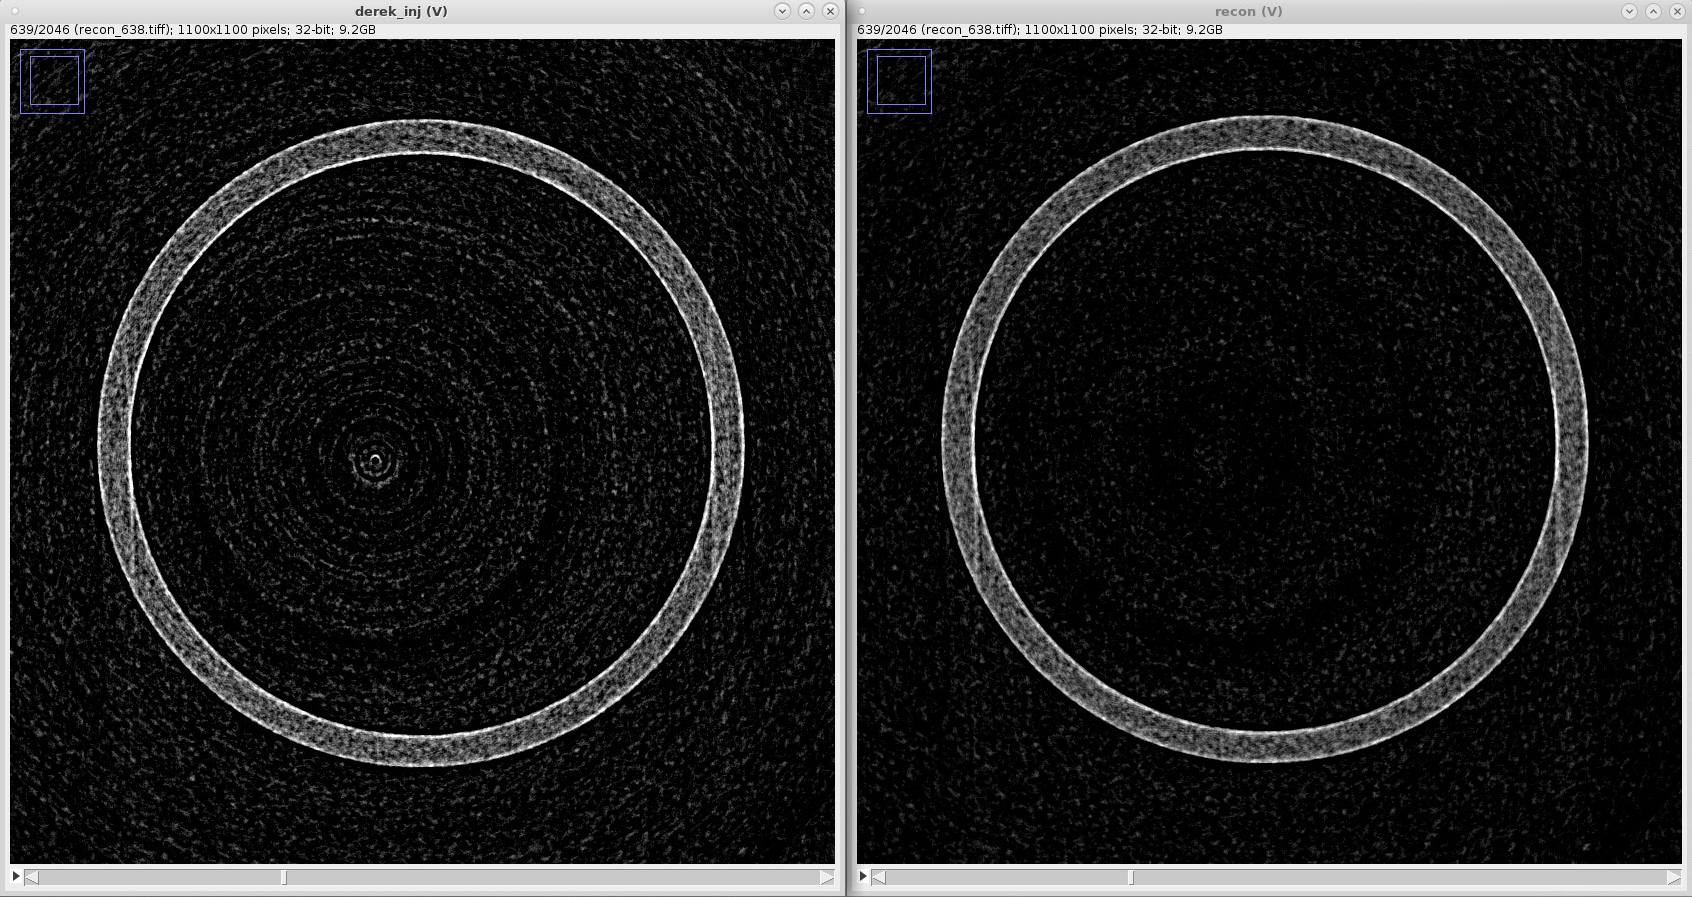 derek_inj (V)
639/2046 (recon_638.tiff); 1100x1100 pixels; 32-bit; 9.2GB
recon (V)
639/2046 (recon_638.tiff); 1100x1100 pixels; 32-bit; 9.2GB